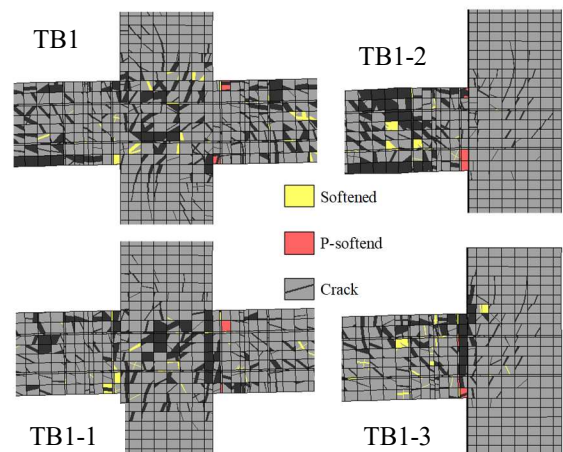 TB1
TB1-2
Softened
P-softend
Crack
TB1-1
TB1-3